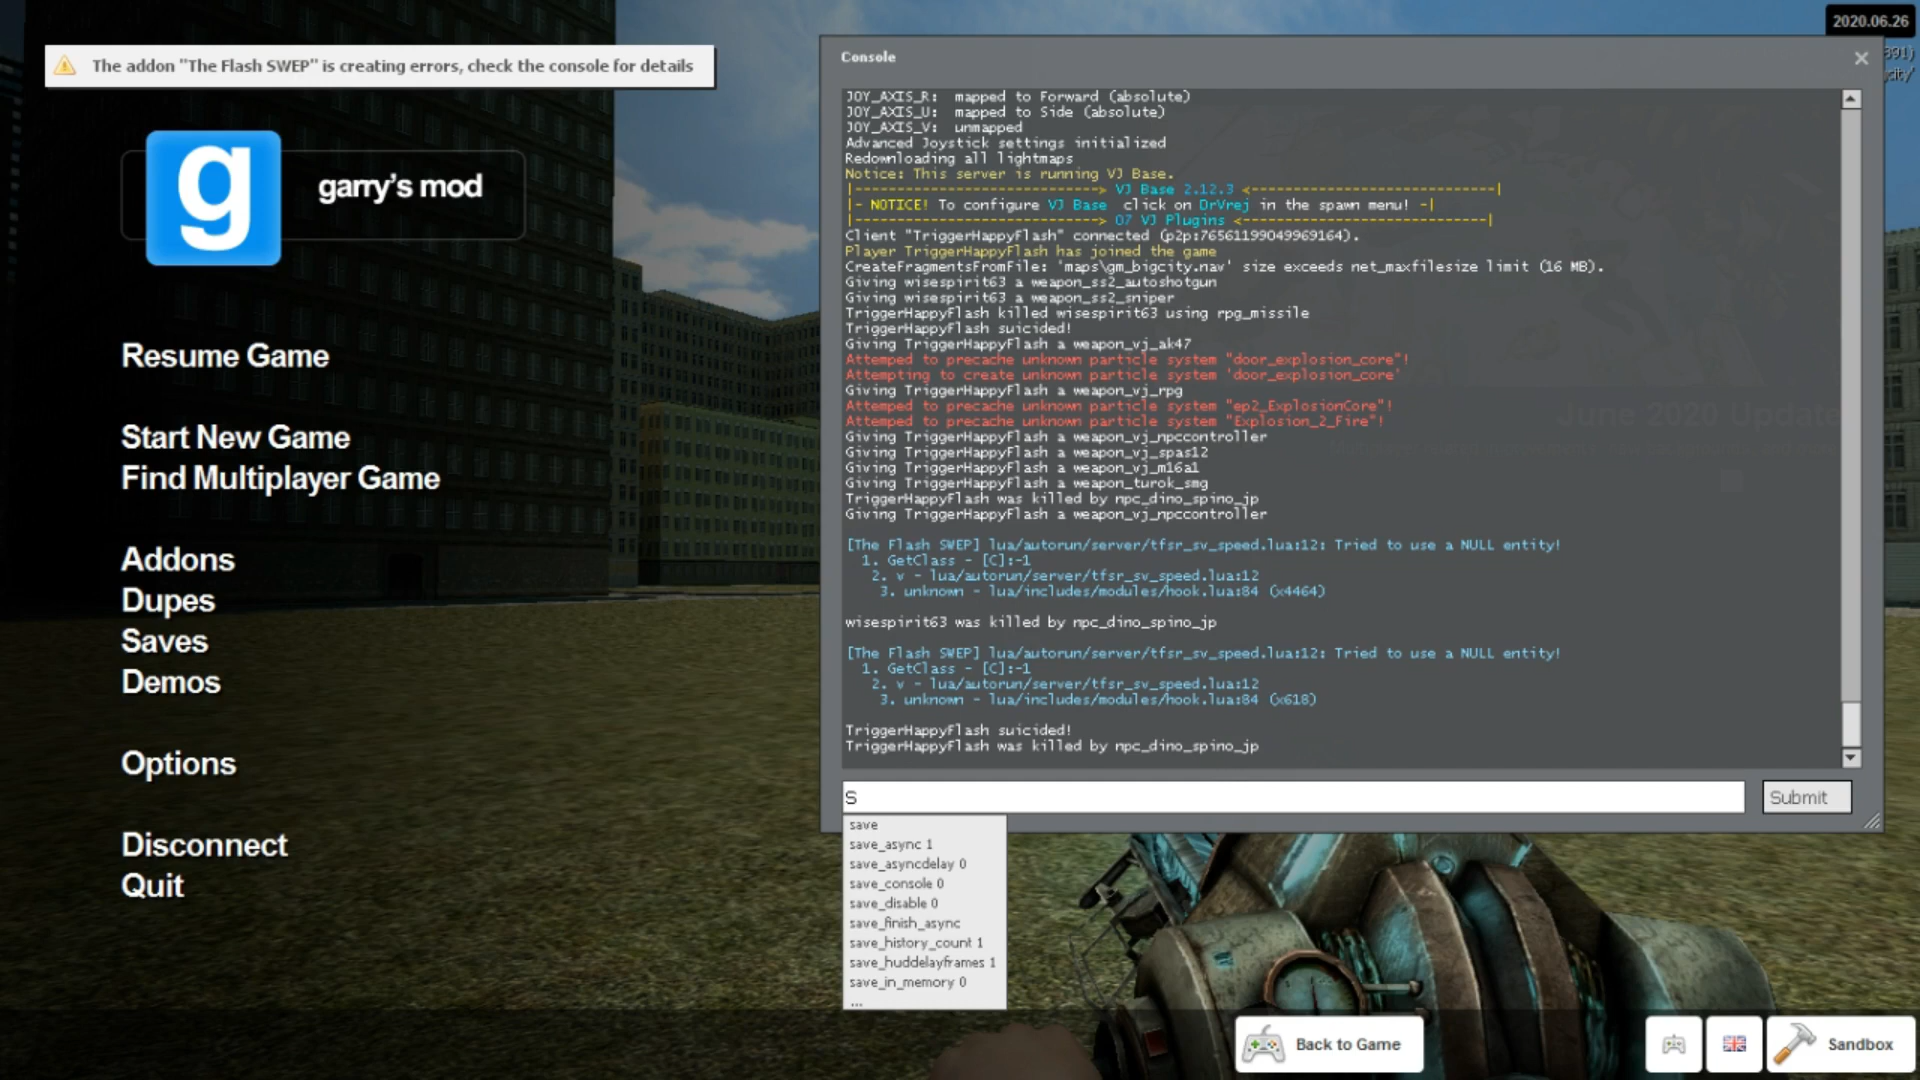 2020.06.26
The addon "The Flash SWEP" is creating errors, check the console for details
g
garry's mod
Resume Game
Start New Game
Find Multiplayer Game
Addons
Dupes
Saves
Demos
Options
Disconnect
Quit
Console
891)
city'
JOY_AXIS_R: mapped to Forward (absolute)
JOY_AXIS_U: mapped to Side (absolute)
JOY_AXIS_V: unmapped
Advanced Joystick settings initialized
Redownloading all lightmaps
Notice: This server is running VJ Base.
|------------------------------> VJ Base 2.12.3 <-----------------------------|
|- NOTICE! To configure VJ Base click on DrVrej in the spawn menu! -|
|------------------------------> 07 VJ Plugins <------------------------------|
Client "TriggerHappyFlash" connected (p2p:76561199049969164).
Player TriggerHappyFlash has joined the game
CreateFragmentsFromFile: 'maps\gm_bigcity.nav' size exceeds net_maxfilesize limit (16 MB).
Giving wisespirit63 a weapon_ss2_autoshotgun
Giving wisespirit63 a weapon_ss2_sniper
TriggerHappyFlash killed wisespirit63 using rpg_missile
TriggerHappyFlash suicided!
Giving TriggerHappyFlash a weapon_vj_ak47
Attemped to precache unknown particle system "door_explosion_core"!
Attempting to create unknown particle system 'door_explosion_core'
Giving TriggerHappyFlash a weapon_vj_rpg
Attemped to precache unknown particle system "ep2_ExplosionCore"!
Attemped to precache unknown particle system "Explosion_2_Fire"!
Giving TriggerHappyFlash a weapon_vj_npccontroller
Giving TriggerHappyFlash a weapon_vj_spas12
Giving TriggerHappyFlash a weapon_vj_m16a1
Giving TriggerHappyFlash a weapon_turok_smg
TriggerHappyFlash was killed by npc_dino_spino_jp
Giving TriggerHappyFlash a weapon_vj_npccontroller
[The Flash SWEP] lua/autorun/server/tfsr_sv_speed.lua:12: Tried to use a NULL entity!
1. GetClass - [C]:-1
2. v - lua/autorun/server/tfsr_sv_speed.lua:12
3. unknown - lua/includes/modules/hook.lua:84 (x4464)
wisespirit63 was killed by npc_dino_spino_jp
[The Flash SWEP] lua/autorun/server/tfsr_sv_speed.lua:12: Tried to use a NULL entity!
1. GetClass - [C]:-1
2. v - lua/autorun/server/tfsr_sv_speed.lua:12
3. unknown - lua/includes/modules/hook.lua:84 (x618)
TriggerHappyFlash suicided!
TriggerHappyFlash was killed by npc_dino_spino_jp
June 2020 Update
S
Submit
save
save_async 1
save_asyncdelay 0
save_console 0
save_disable 0
save_finish_async
save_history_count 1
save_huddelayframes 1
save_in_memory 0
...
Back to Game
Sandbox